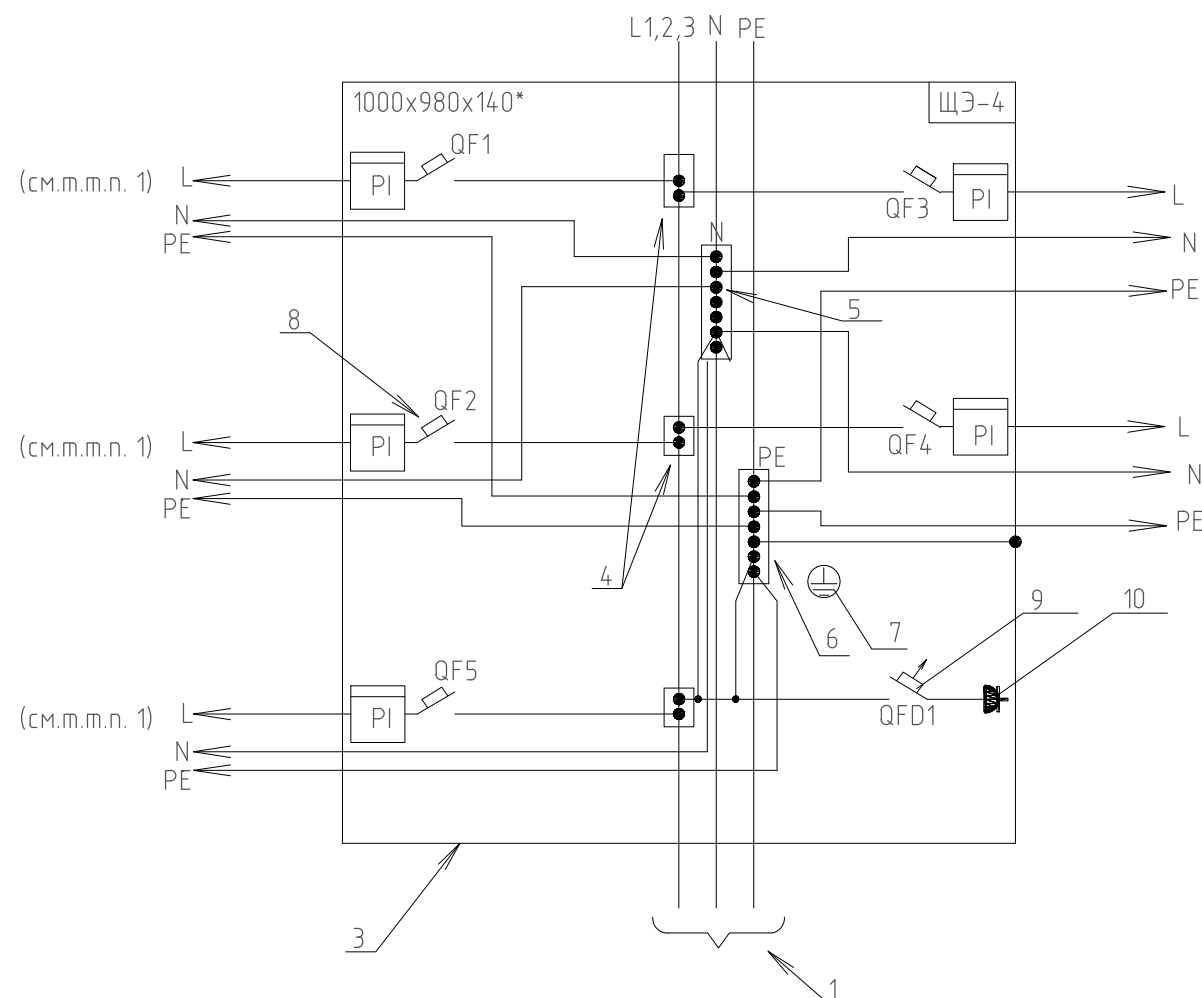 L1,2,3 N PE
1000x980x140* ЩЭ-4
QF1
(см.т.т.п. 1) L PI
QF3 PI L
N
PE
N
N
PE
5
8
QF2
(см.т.т.п. 1) L PI
QF4 PI L
N
PE
PE
N
PE
4
6
7
9
10
QF5
(см.т.т.п. 1) L PI
QFD1
N
PE
3
1